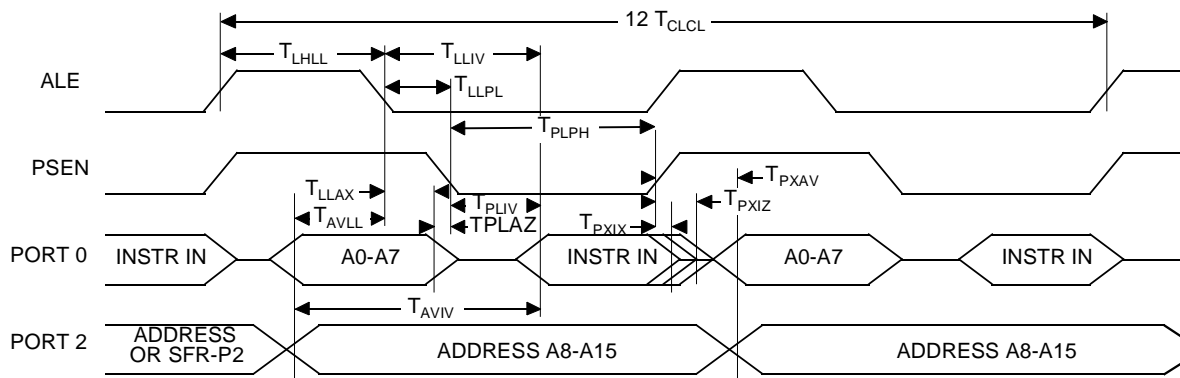 12 TCLCL
TLHLL TLLIV
ALE TLLPL
TPLPH
PSEN TPXAV
TLLAX TPLIV TPXIZ
TAVLL TPLAZ TPXIX
PORT 0 INSTR IN A0-A7 INSTR IN A0-A7 INSTR IN
TAVIV
PORT 2 ADDRESS OR SFR-P2 ADDRESS A8-A15 ADDRESS A8-A15